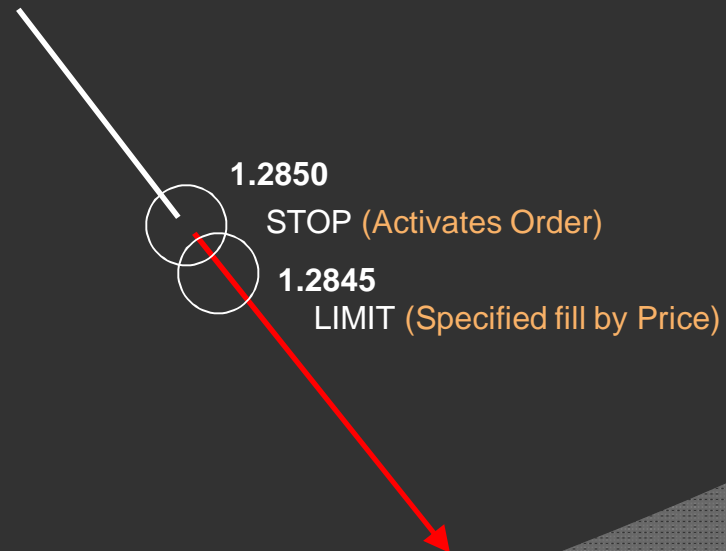 1.2850
STOP (Activates Order)
1.2845
LIMIT (Specified fill by Price)